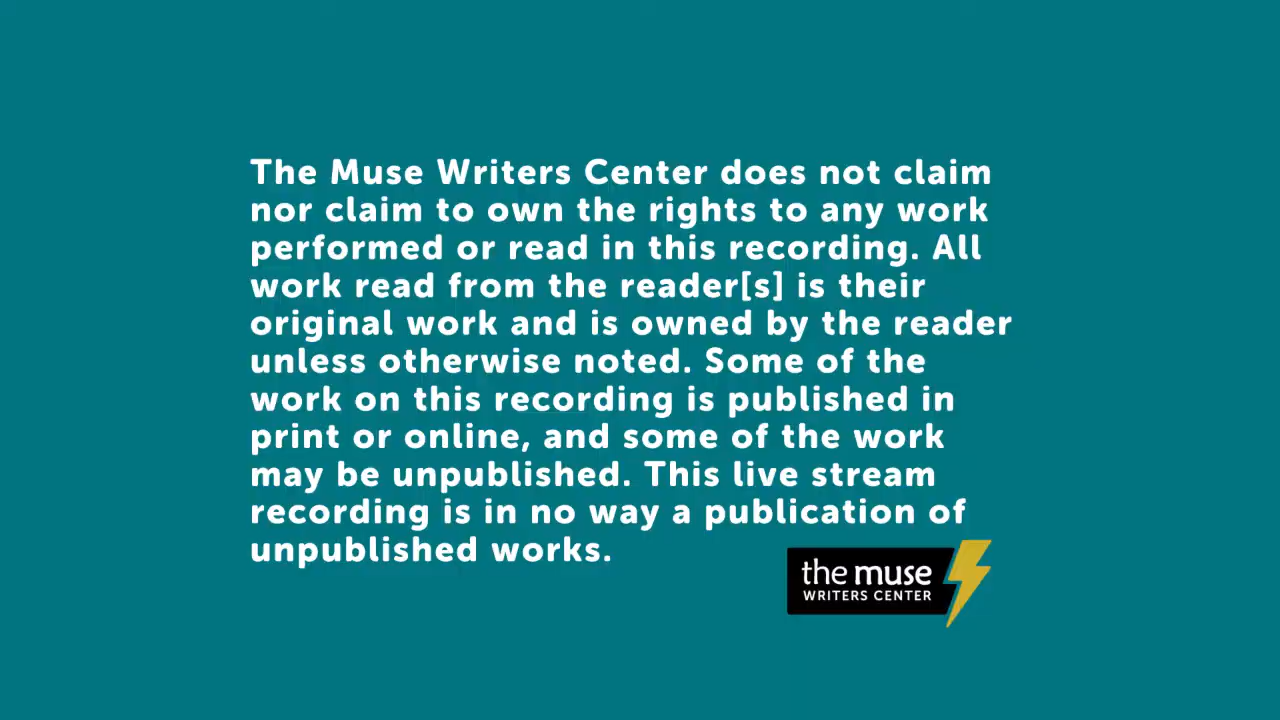 The Muse Writers Center does not claim
nor claim to own the rights to any work
performed or read in this recording. All
work read from the reader[s] is their
original work and is owned by the reader
unless otherwise noted. Some of the
work on this recording is published in
print or online, and some of the work
may be unpublished. This live stream
recording is in no way a publication of
unpublished works.
the muse
WRITERS CENTER